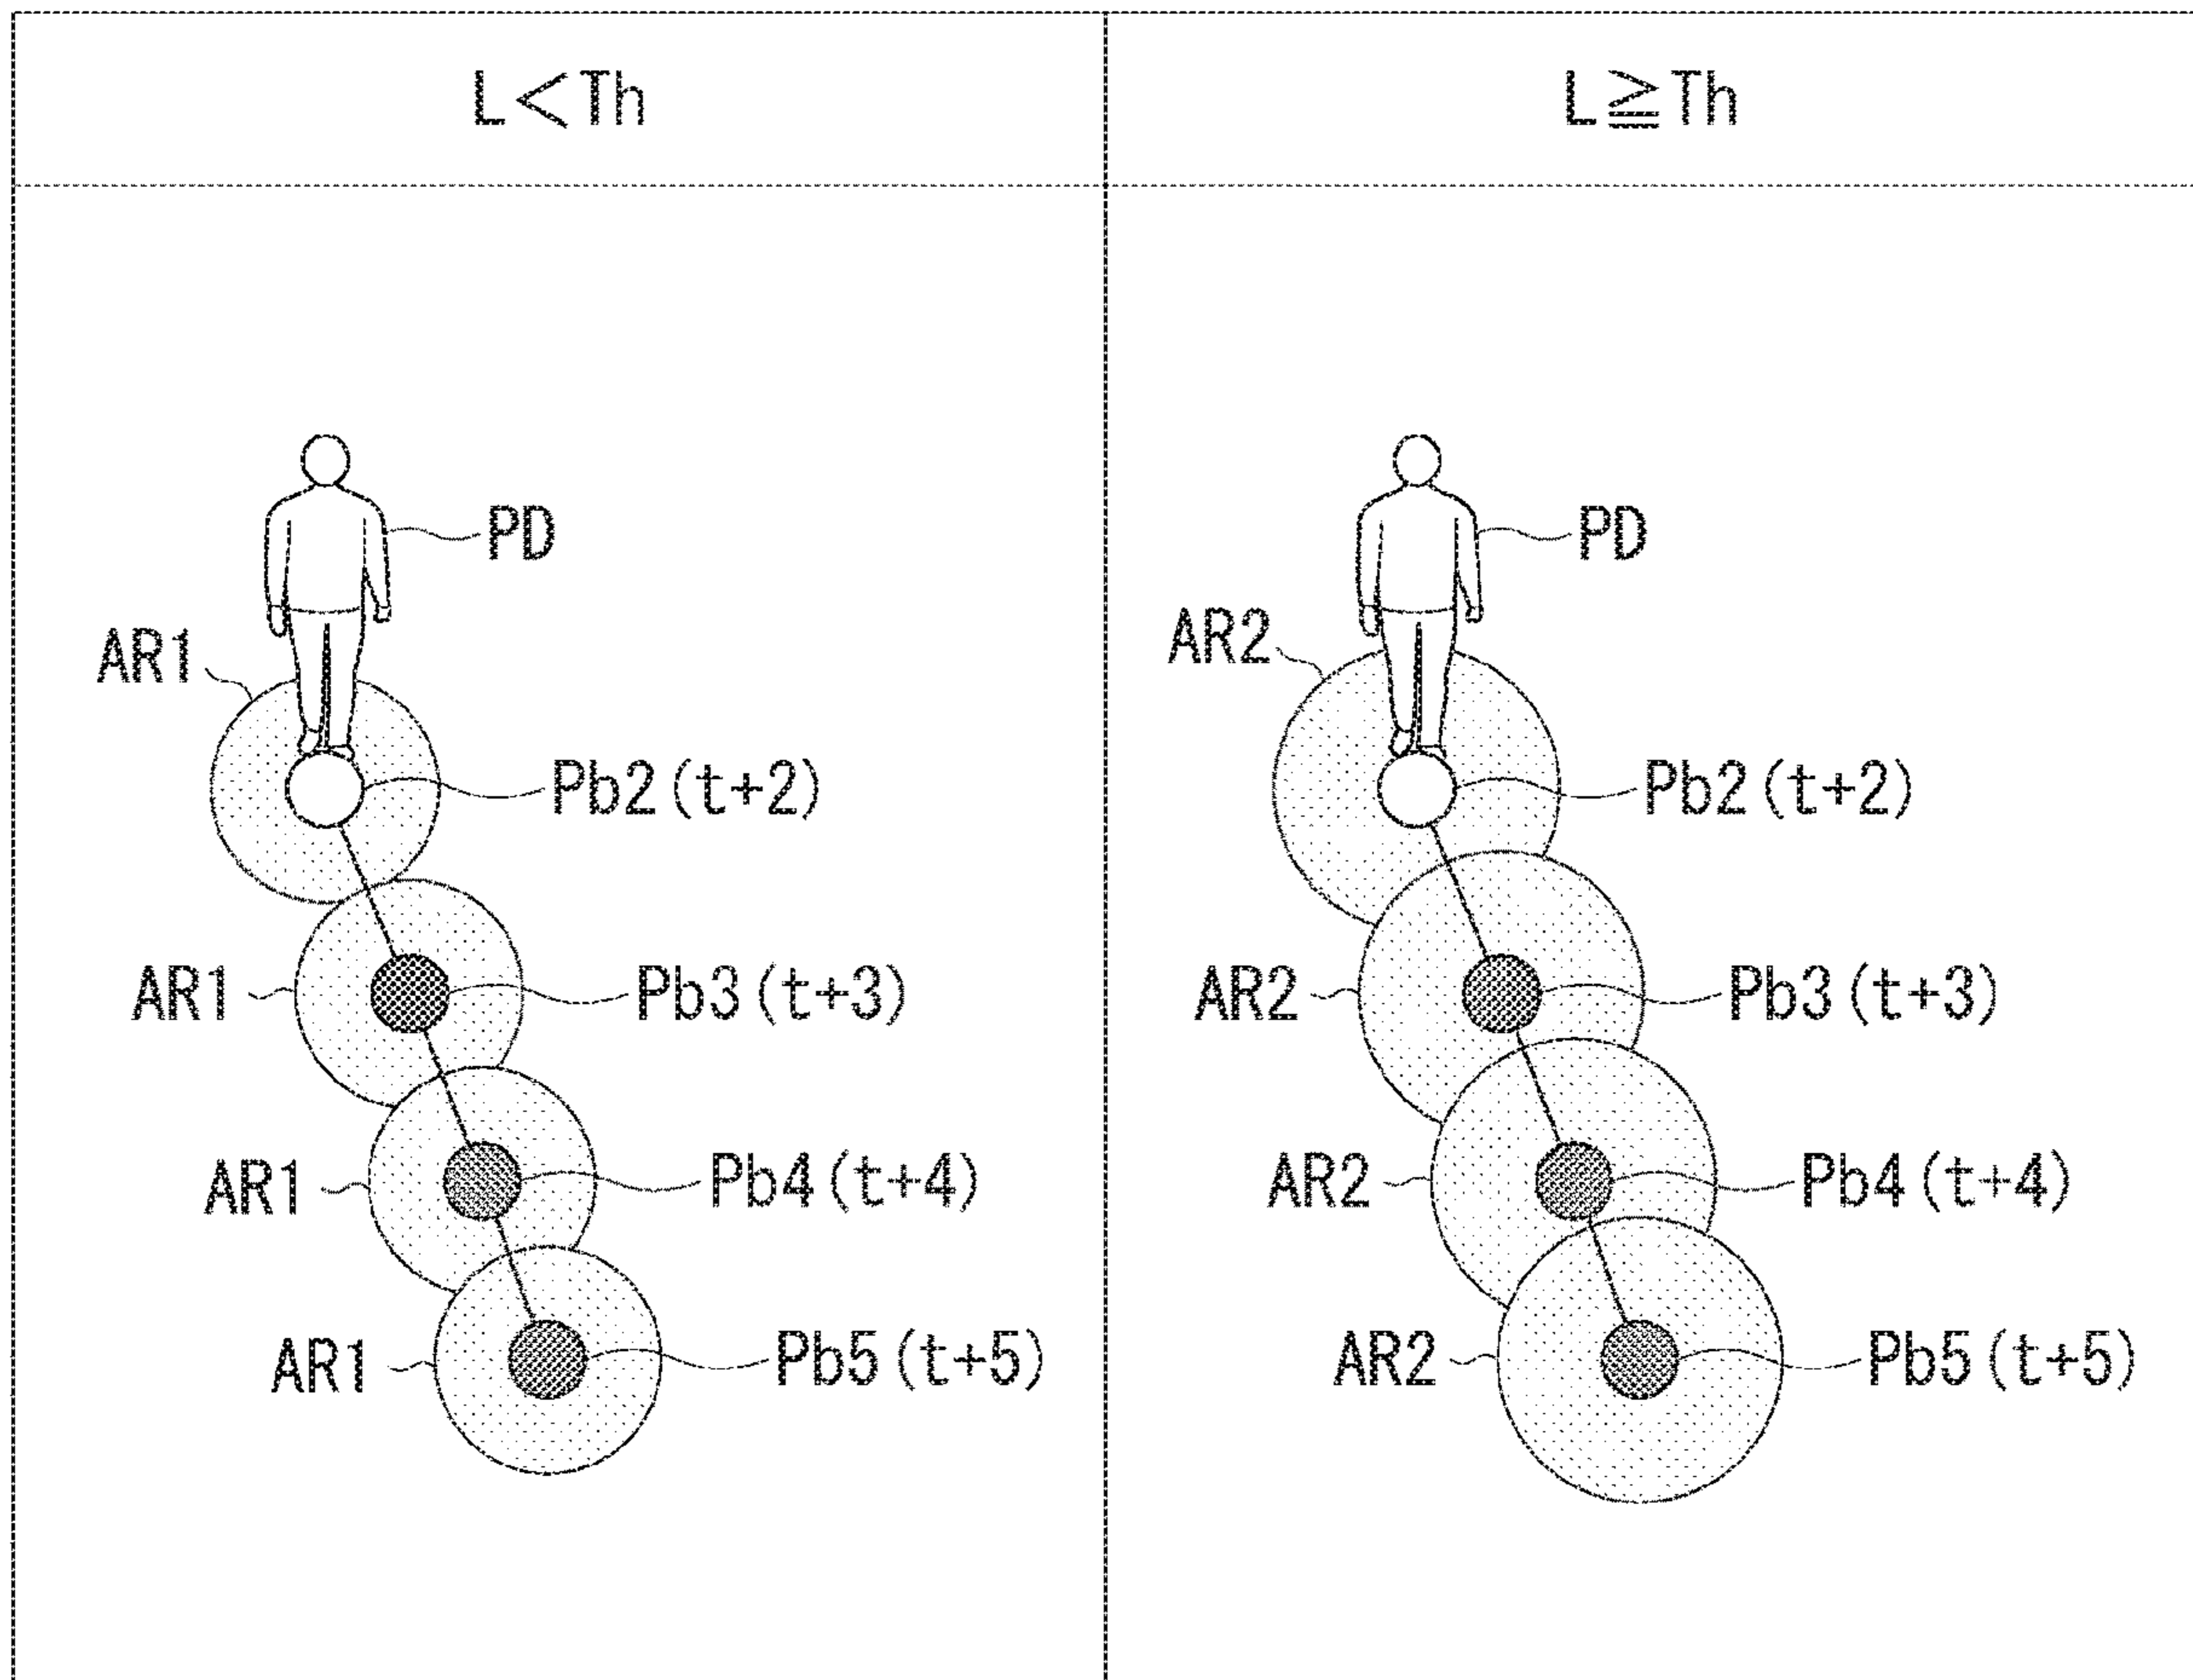 L<Th
L≧Th
PD
AR1
Pb2(t+2)
AR1
Pb3(t+3)
AR1
Pb4(t+4)
AR1
Pb5(t+5)
PD
AR2
Pb2(t+2)
AR2
Pb3(t+3)
AR2
Pb4(t+4)
AR2
Pb5(t+5)